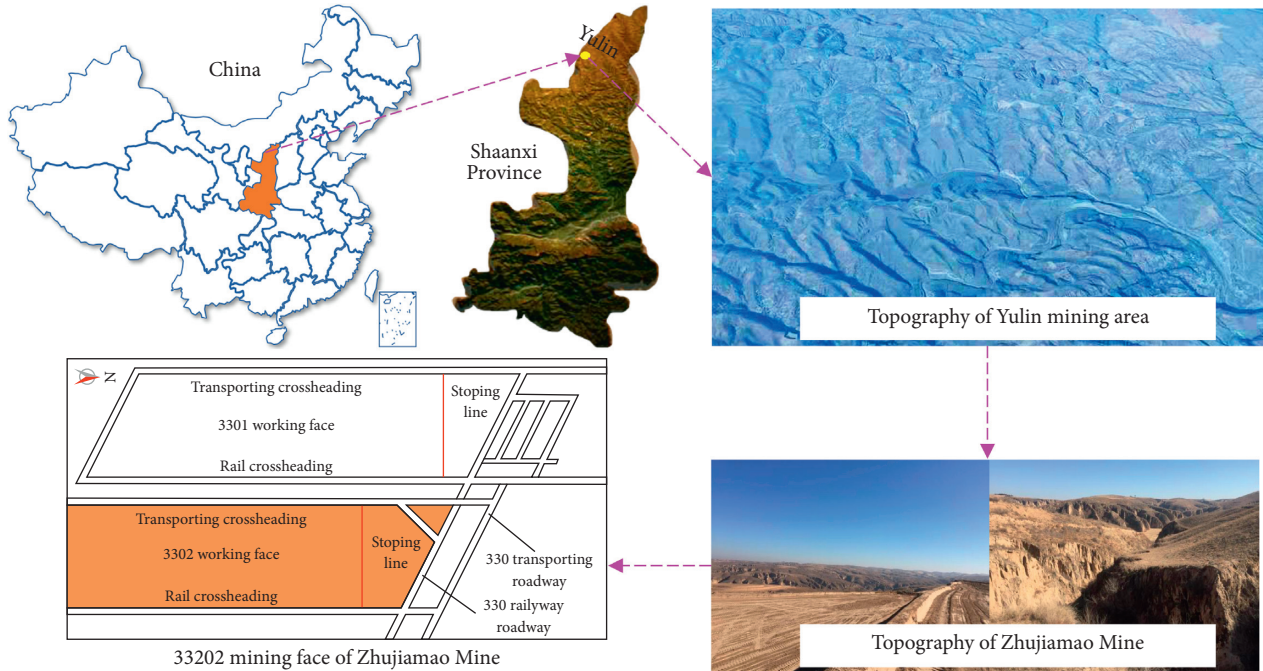 China
Yulin
Shaanxi
Province
Topography of Yulin mining area
N
Transporting crossheading
Stoping
line
3301 working face
Rail crossheading
Transporting crossheading
3302 working face
Stoping
line
Rail crossheading
330 transporting
roadway
330 railyway
roadway
33202 mining face of Zhujiamao Mine
Topography of Zhujiamao Mine